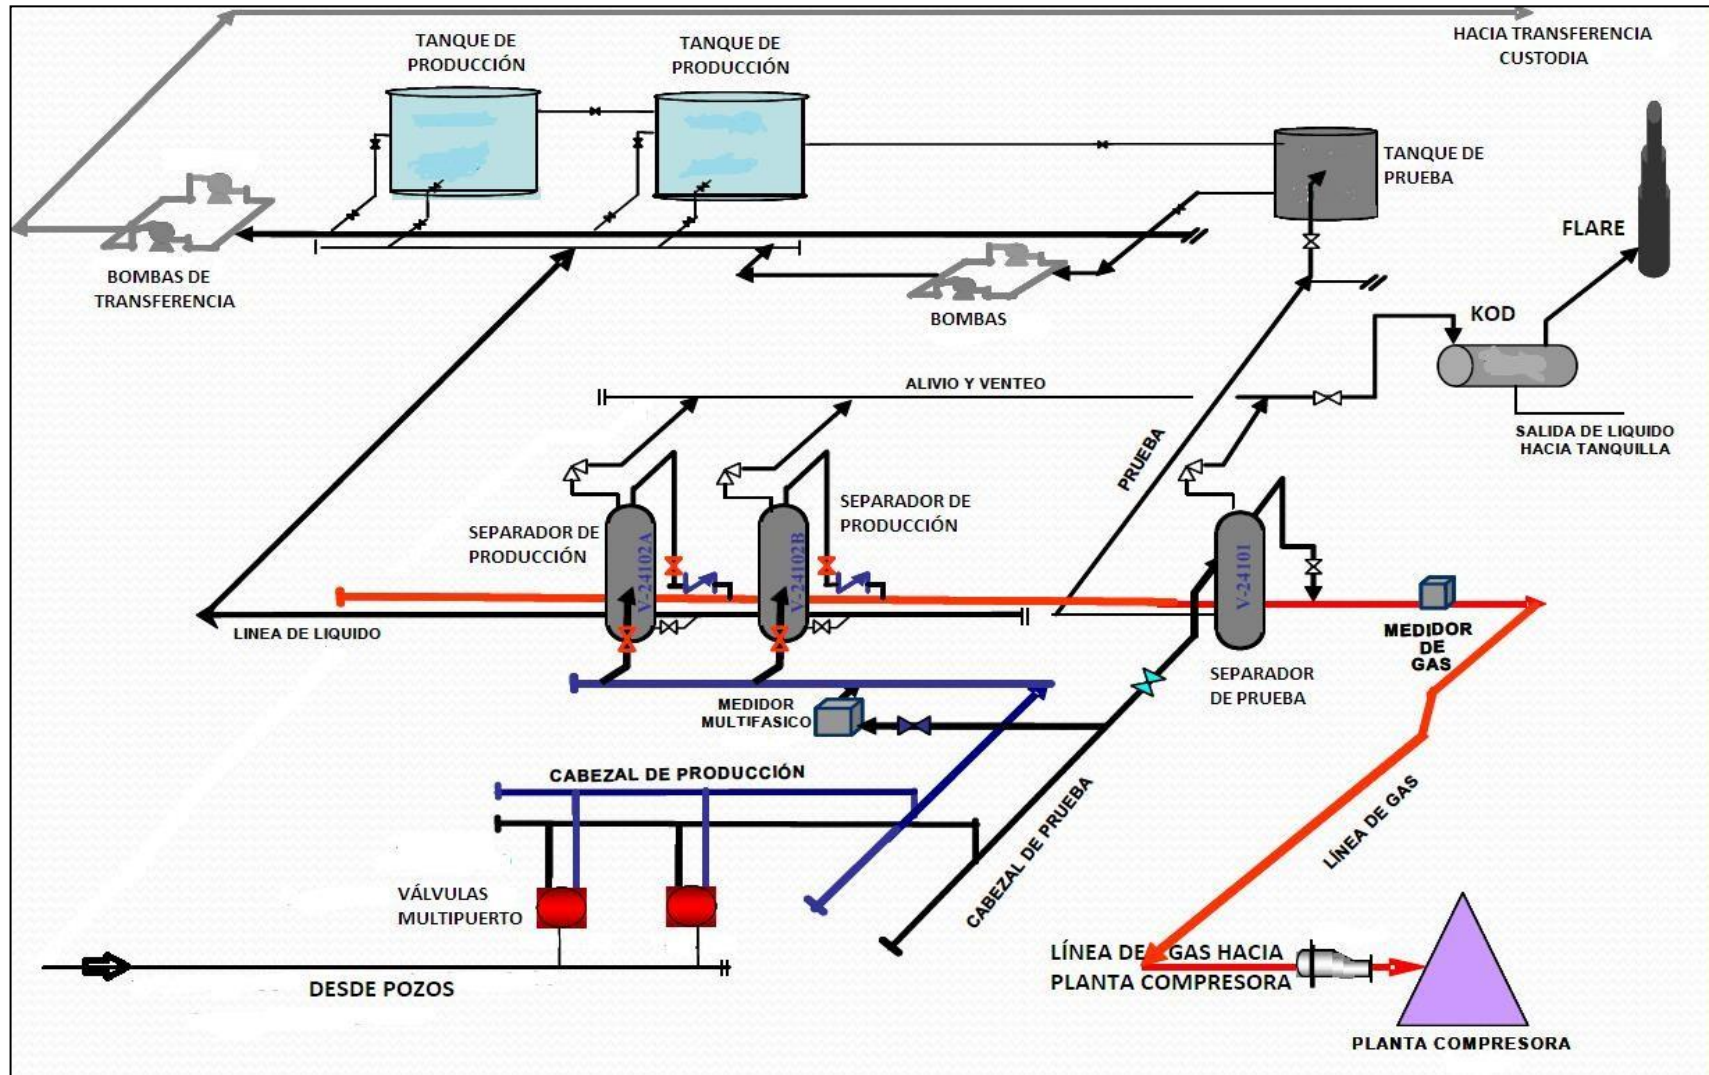 HACIA TRANSFERENCIA
CUSTODIA
TANQUE DE
PRODUCCIÓN
TANQUE DE
PRODUCCIÓN
TANQUE DE
PRUEBA
FLARE
BOMBAS DE
TRANSFERENCIA
BOMBAS
KOD
ALIVIO Y VENTEO
SALIDA DE LIQUIDO
HACIA TANQUILLA
PRUEBA
SEPARADOR DE
PRODUCCIÓN
V-24102A
V-24102B
SEPARADOR DE
PRODUCCIÓN
V-24101
LINEA DE LIQUIDO
MEDIDOR
DE
GAS
SEPARADOR
DE PRUEBA
MEDIDOR
MULTIFASICO
CABEZAL DE PRODUCCIÓN
CABEZAL DE PRUEBA
LÍNEA DE GAS
VÁLVULAS
MULTIPUERTO
LÍNEA DE GAS HACIA
PLANTA COMPRESORA
DESDE POZOS
PLANTA COMPRESORA